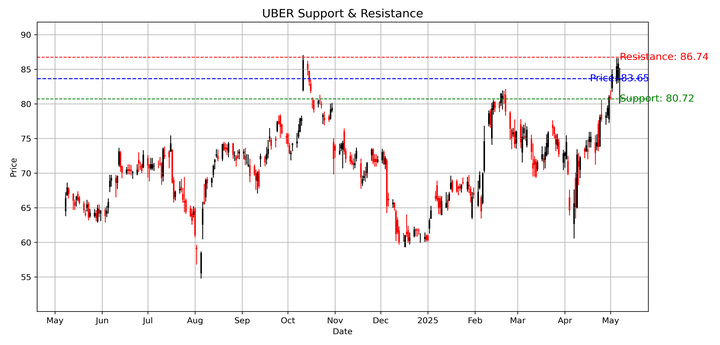 UBER Support & Resistance
90
Resistance: 86.74
85
Price: 83.65
80
Support: 80.72
75
70
65
60
55
Price
May Jun Jul Aug Sep Oct Nov Dec 2025 Feb Mar Apr May
Date